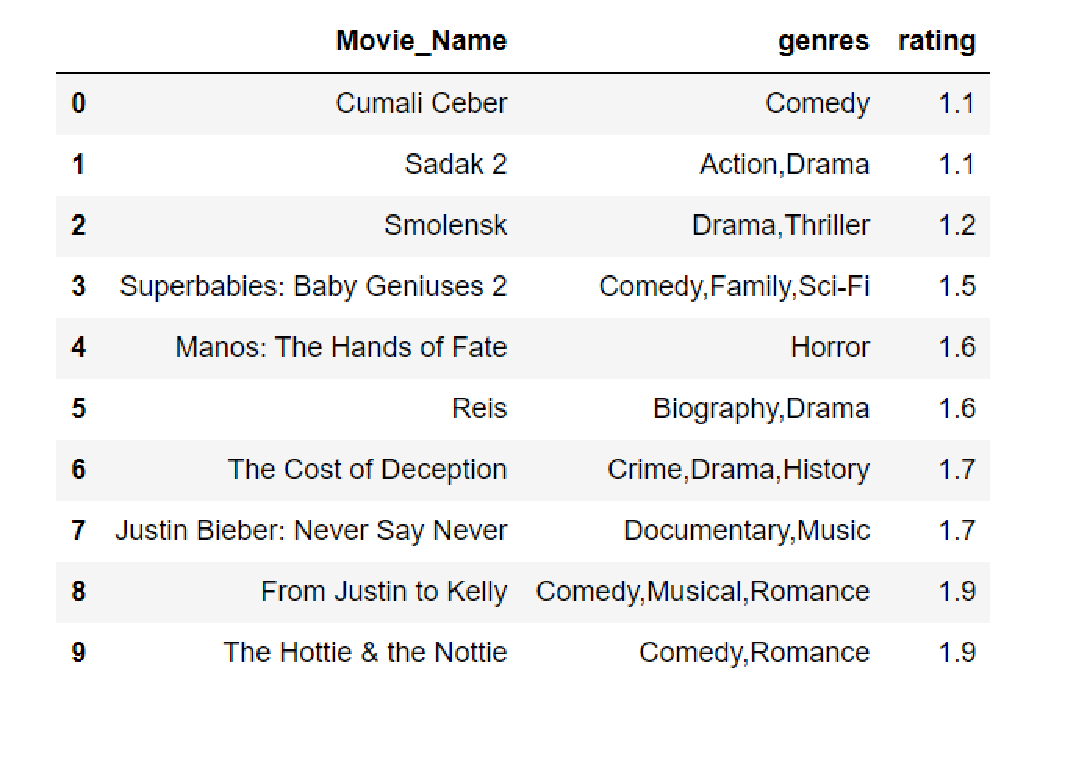 Movie_Name genres rating
0 Cumali Ceber Comedy 1.1
1 Sadak 2 Action,Drama 1.1
2 Smolensk Drama,Thriller 1.2
3 Superbabies: Baby Geniuses 2 Comedy,Family,Sci-Fi 1.5
4 Manos: The Hands of Fate Horror 1.6
5 Reis Biography,Drama 1.6
6 The Cost of Deception Crime,Drama,History 1.7
7 Justin Bieber: Never Say Never Documentary,Music 1.7
8 From Justin to Kelly Comedy,Musical,Romance 1.9
9 The Hottie & the Nottie Comedy,Romance 1.9